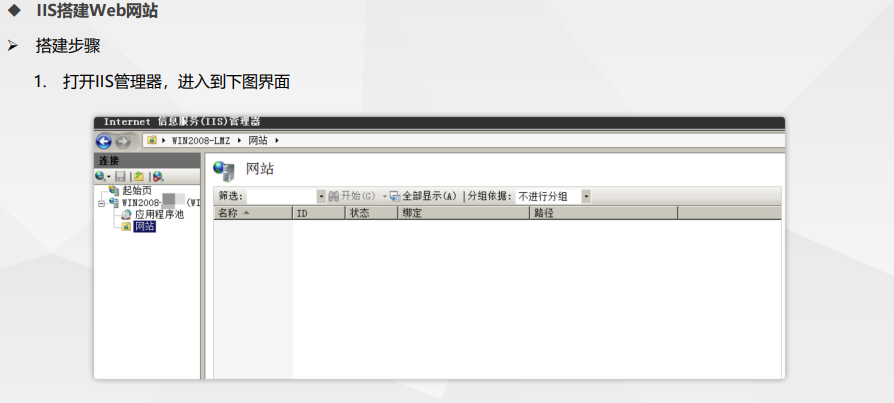 ◆ IIS搭建Web网站
➢ 搭建步骤
1. 打开IIS管理器，进入到下图界面
Internet 信息服务(IIS)管理器
WIN2008-LMZ 网站
连接
网站
筛选: 开始(G) 全部显示(A) 分组依据: 不进行分组
起始页
名称 ID 状态 绑定 路径
WIN2008- (WI
应用程序池
网站